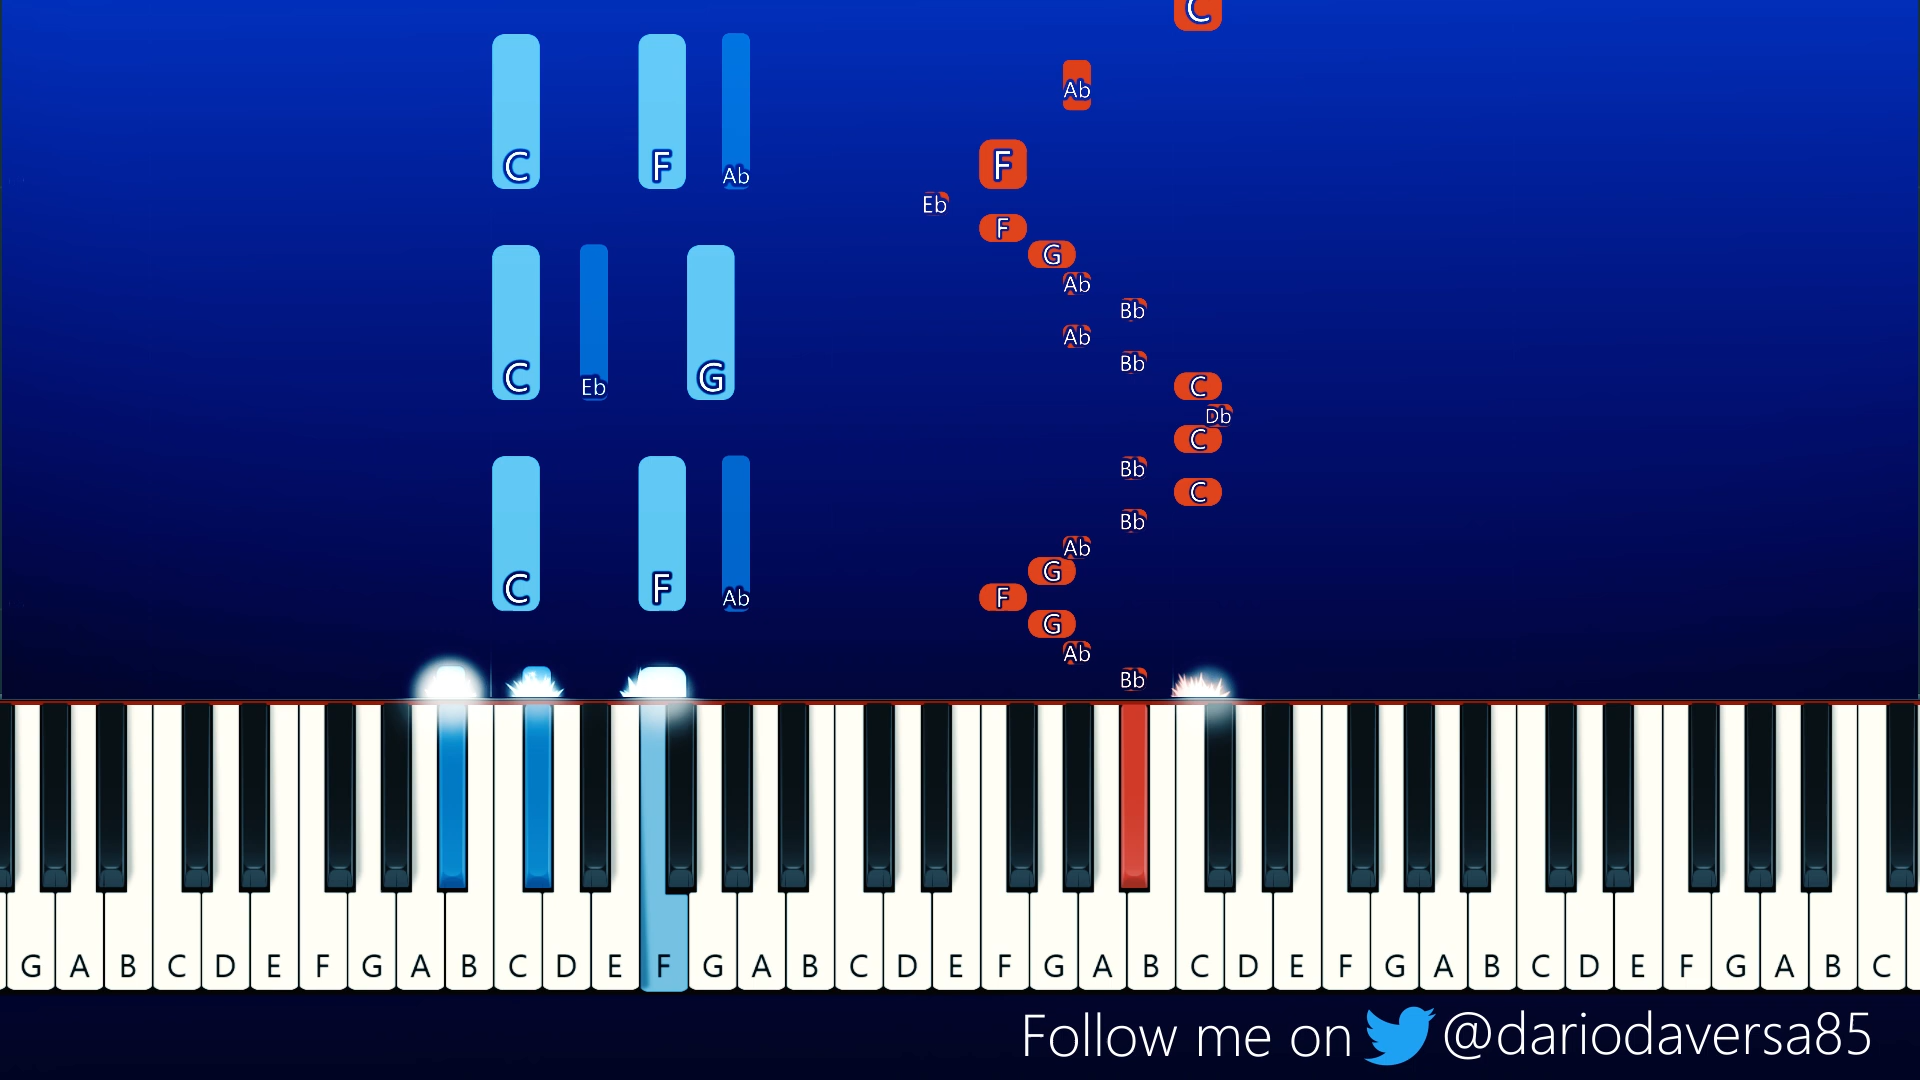 C
Ab
C F Ab F
Eb
F
G
Ab
Bb
Ab
Bb
C Eb G C
Db
C
Bb
C
Bb
Ab
G
C F Ab F
G
Ab
Bb
G A B C D E F G A B C D E F G A B C D E F G A B C D E F G A B C D E F G A B C
Follow me on @dariodaversa85